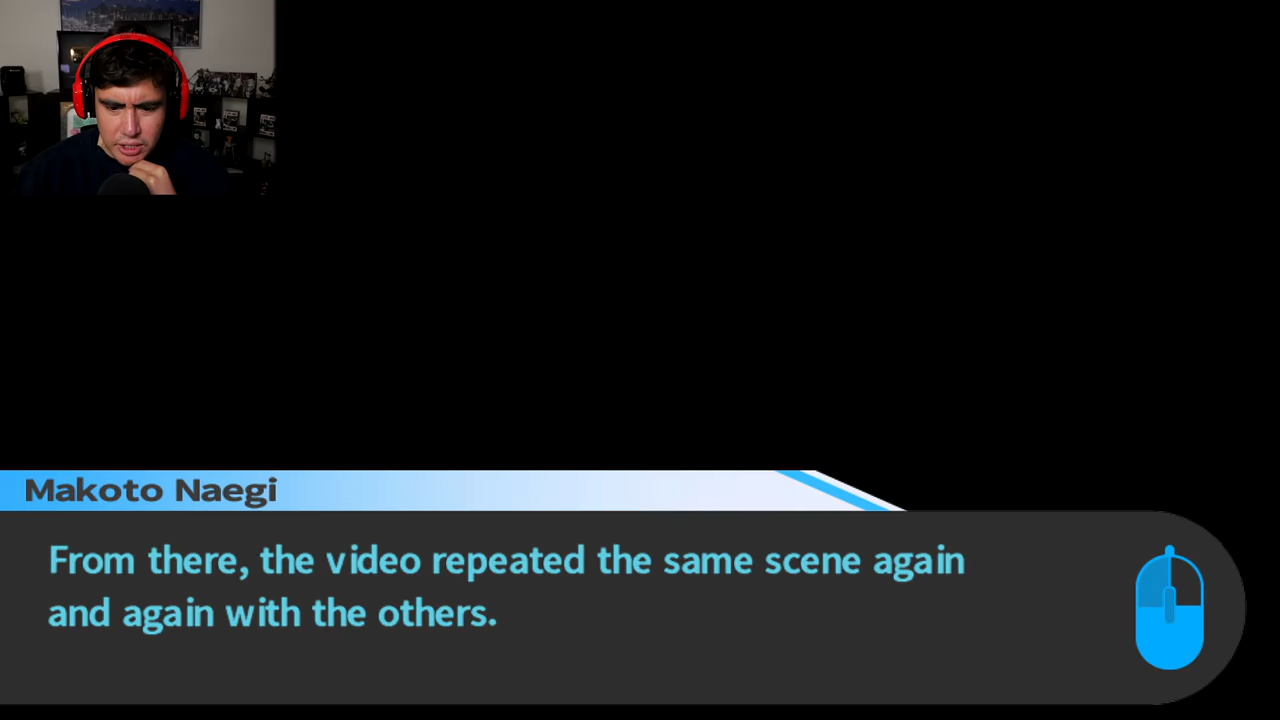 Makoto Naegi
From there, the video repeated the same scene again
and again with the others.